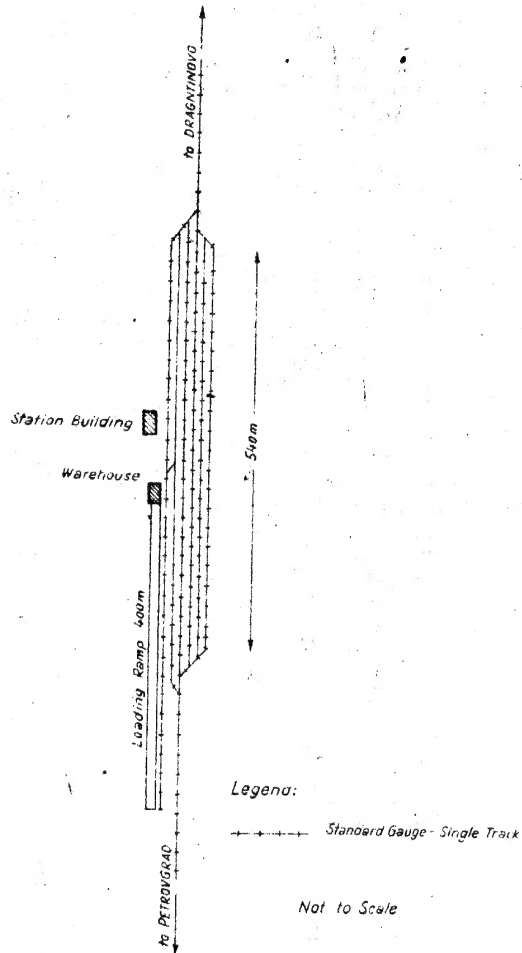 to DRAGNTINOVO
Station Building
Warehouse
540m
Loading Ramp 400m
Legend:
Standard Gauge - Single Track
to PETROVGRAD
Not to Scale